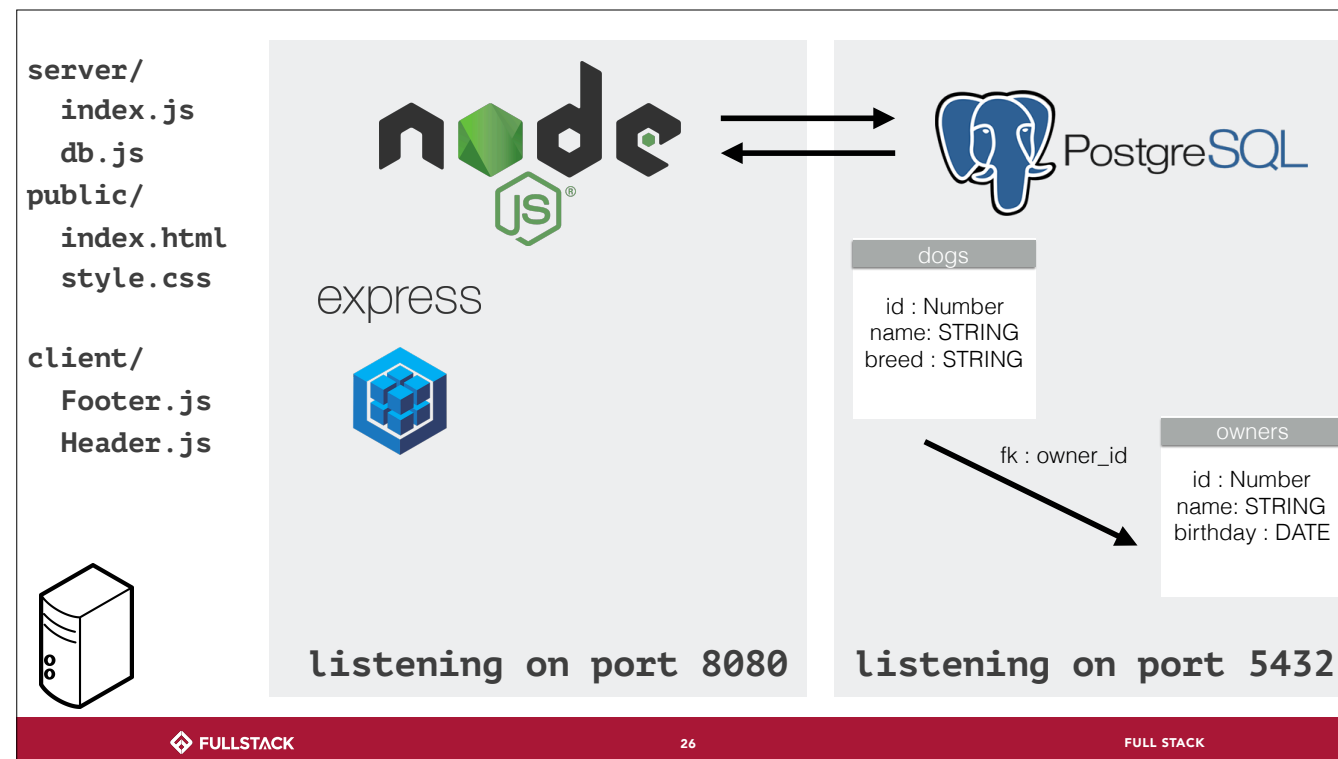 server/
index.js
db.js
public/
index.html
style.css
client/
Footer.js
Header.js
node
JS®
express
listening on port 8080
PostgreSQL
dogs
id : Number
name: STRING
breed : STRING
fk : owner_id
owners
id : Number
name: STRING
birthday : DATE
listening on port 5432
FULLSTACK
26
FULL STACK